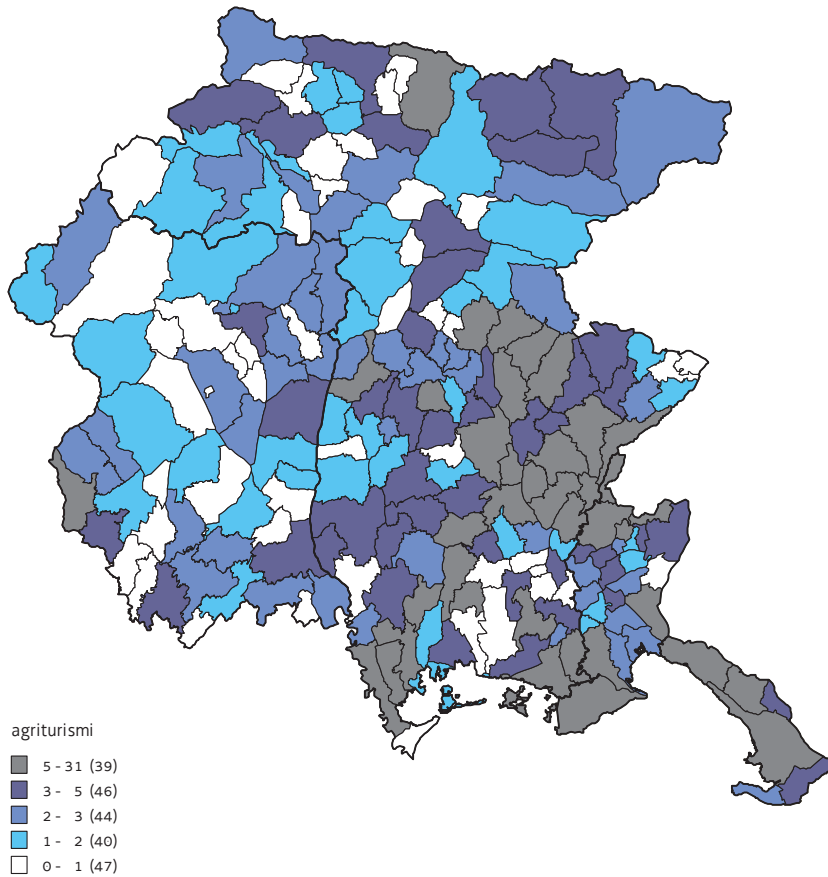 agriturismi
5 - 31 (39)
3 - 5 (46)
2 - 3 (44)
1 - 2 (40)
0 - 1 (47)